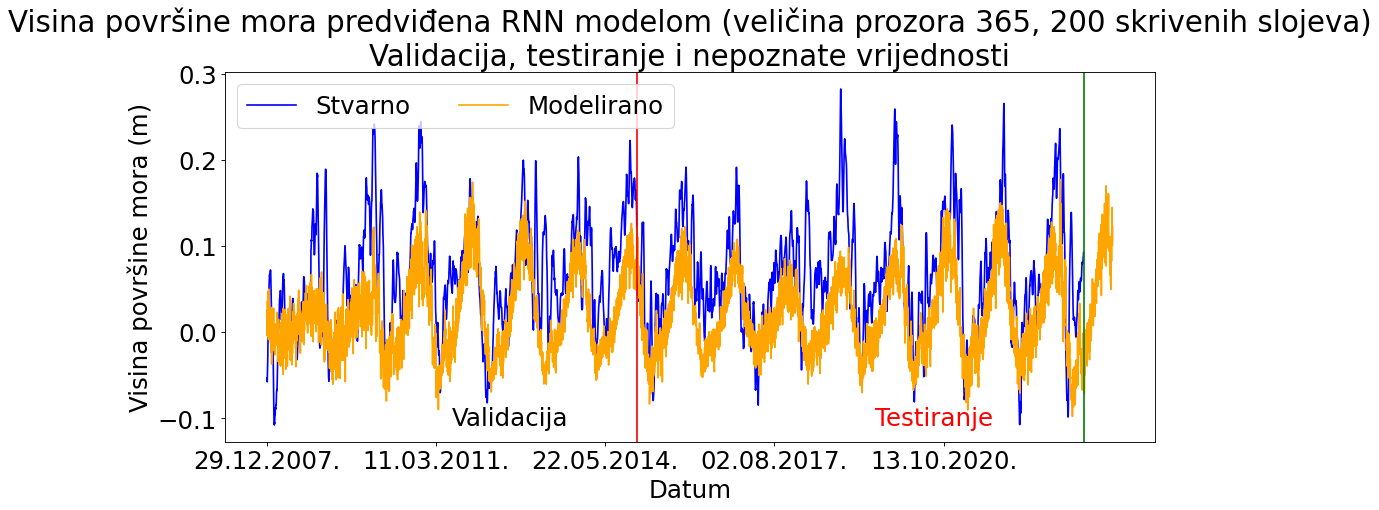 Visina površine mora predviđena RNN modelom (veličina prozora 365, 200 skrivenih slojeva)
Validacija, testiranje i nepoznate vrijednosti
Stvarno Modelirano
Visina površine mora (m)
0.3
0.2
0.1
0.0
−0.1
Validacija Testiranje
29.12.2007. 11.03.2011. 22.05.2014. 02.08.2017. 13.10.2020.
Datum